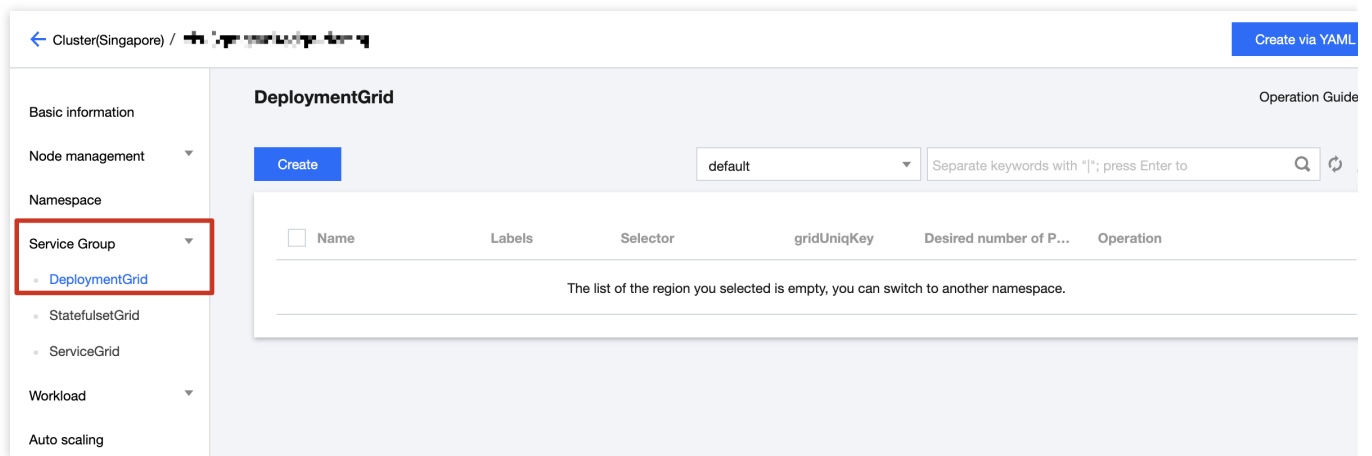 Cluster(Singapore) /
Create via YAML
Basic information
Node management
Namespace
Service Group
DeploymentGrid
StatefulsetGrid
ServiceGrid
Workload
Auto scaling
DeploymentGrid
Operation Guide
Create
default
Separate keywords with "|"; press Enter to
Name Labels Selector gridUniqKey Desired number of P... Operation
The list of the region you selected is empty, you can switch to another namespace.